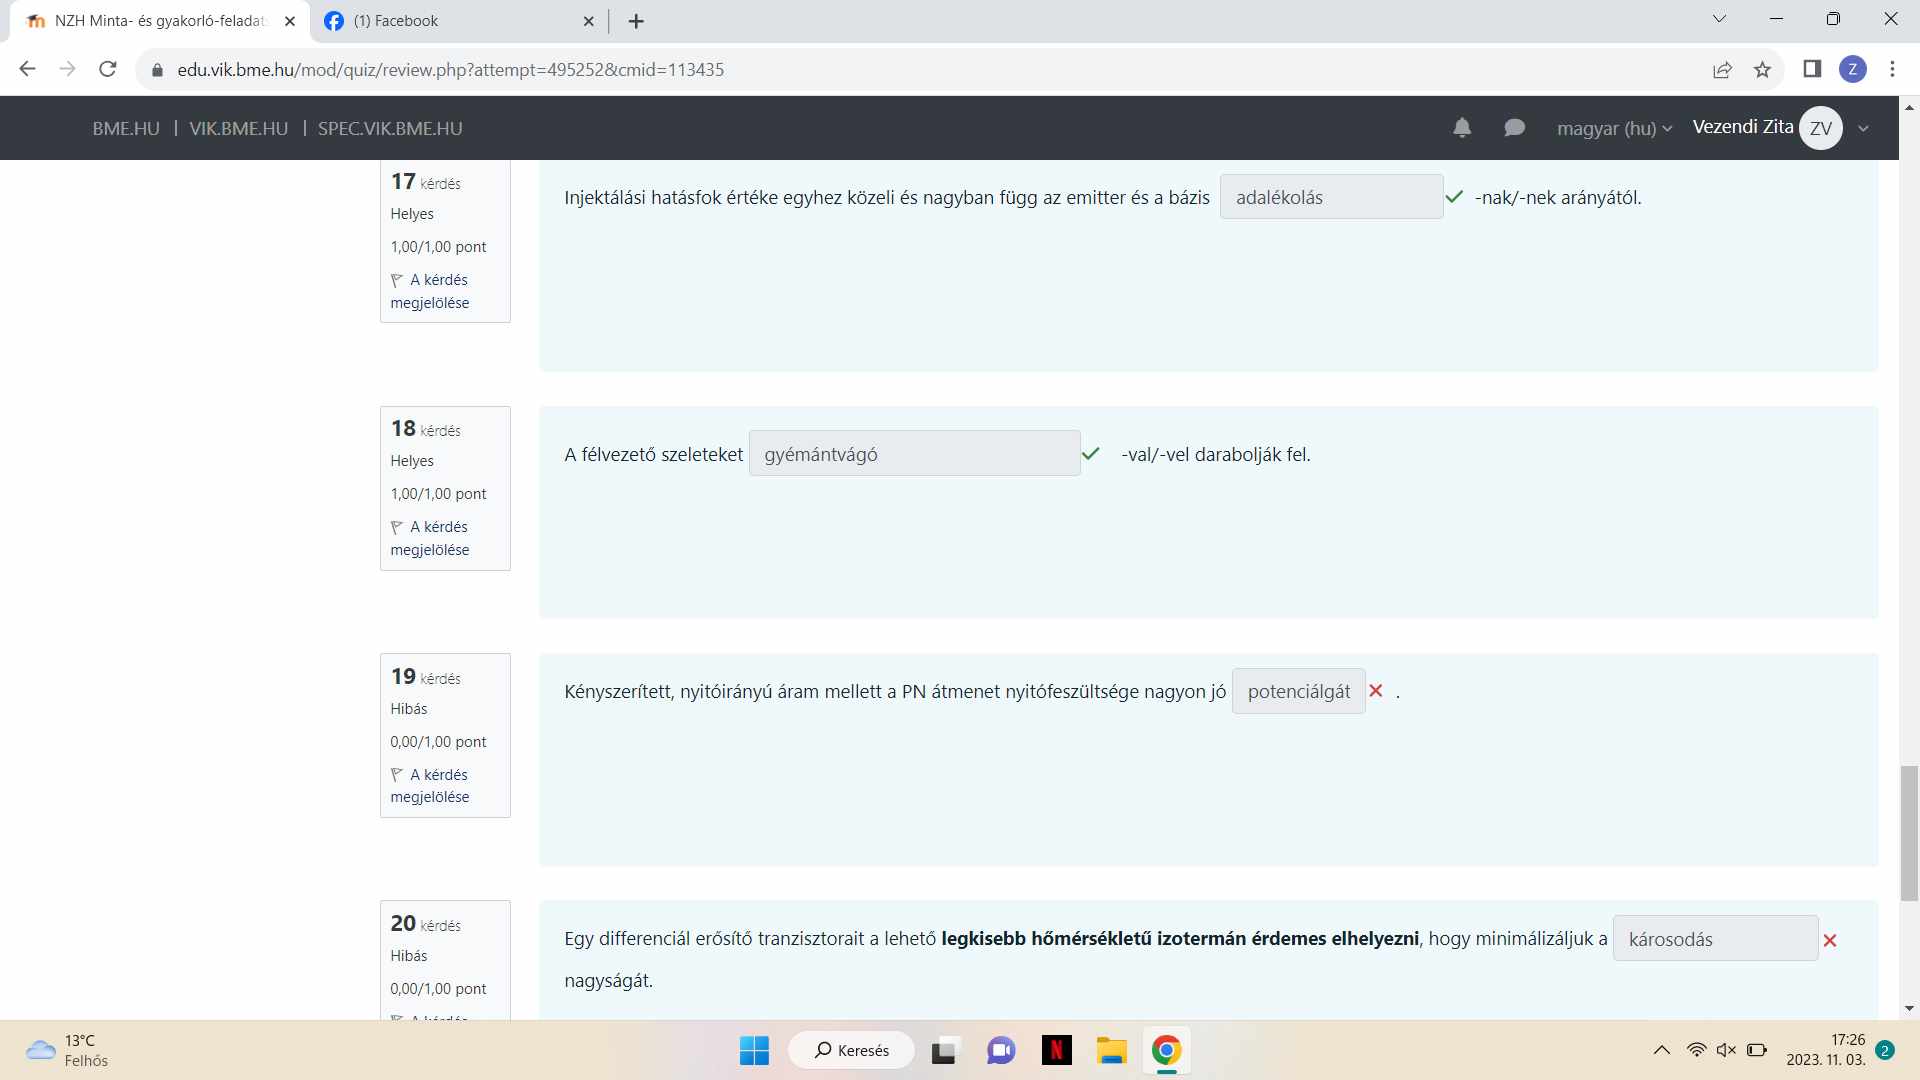 NZH Minta- és gyakorló-feladats
(1) Facebook
edu.vik.bme.hu/mod/quiz/review.php?attempt=495252&cmid=113435
Z
BME.HU | VIK.BME.HU | SPEC.VIK.BME.HU
magyar (hu)
Vezendi Zita
ZV
17 kérdés
Helyes
1,00/1,00 pont
A kérdés
megjelölése
Injektálási hatásfok értéke egyhez közeli és nagyban függ az emitter és a bázis adalékolás -nak/-nek arányától.
18 kérdés
Helyes
1,00/1,00 pont
A kérdés
megjelölése
A félvezető szeleteket gyémántvágó -val/-vel darabolják fel.
19 kérdés
Hibás
0,00/1,00 pont
A kérdés
megjelölése
Kényszerített, nyitóirányú áram mellett a PN átmenet nyitófeszültsége nagyon jó potenciálgát .
20 kérdés
Hibás
0,00/1,00 pont
A kérdés
Egy differenciál erősítő tranzisztorait a lehető legkisebb hőmérsékletű izotermán érdemes elhelyezni, hogy minimálizáljuk a károsodás
nagyságát.
13°C
Felhős
Keresés
N
17:26
2023. 11. 03.
2